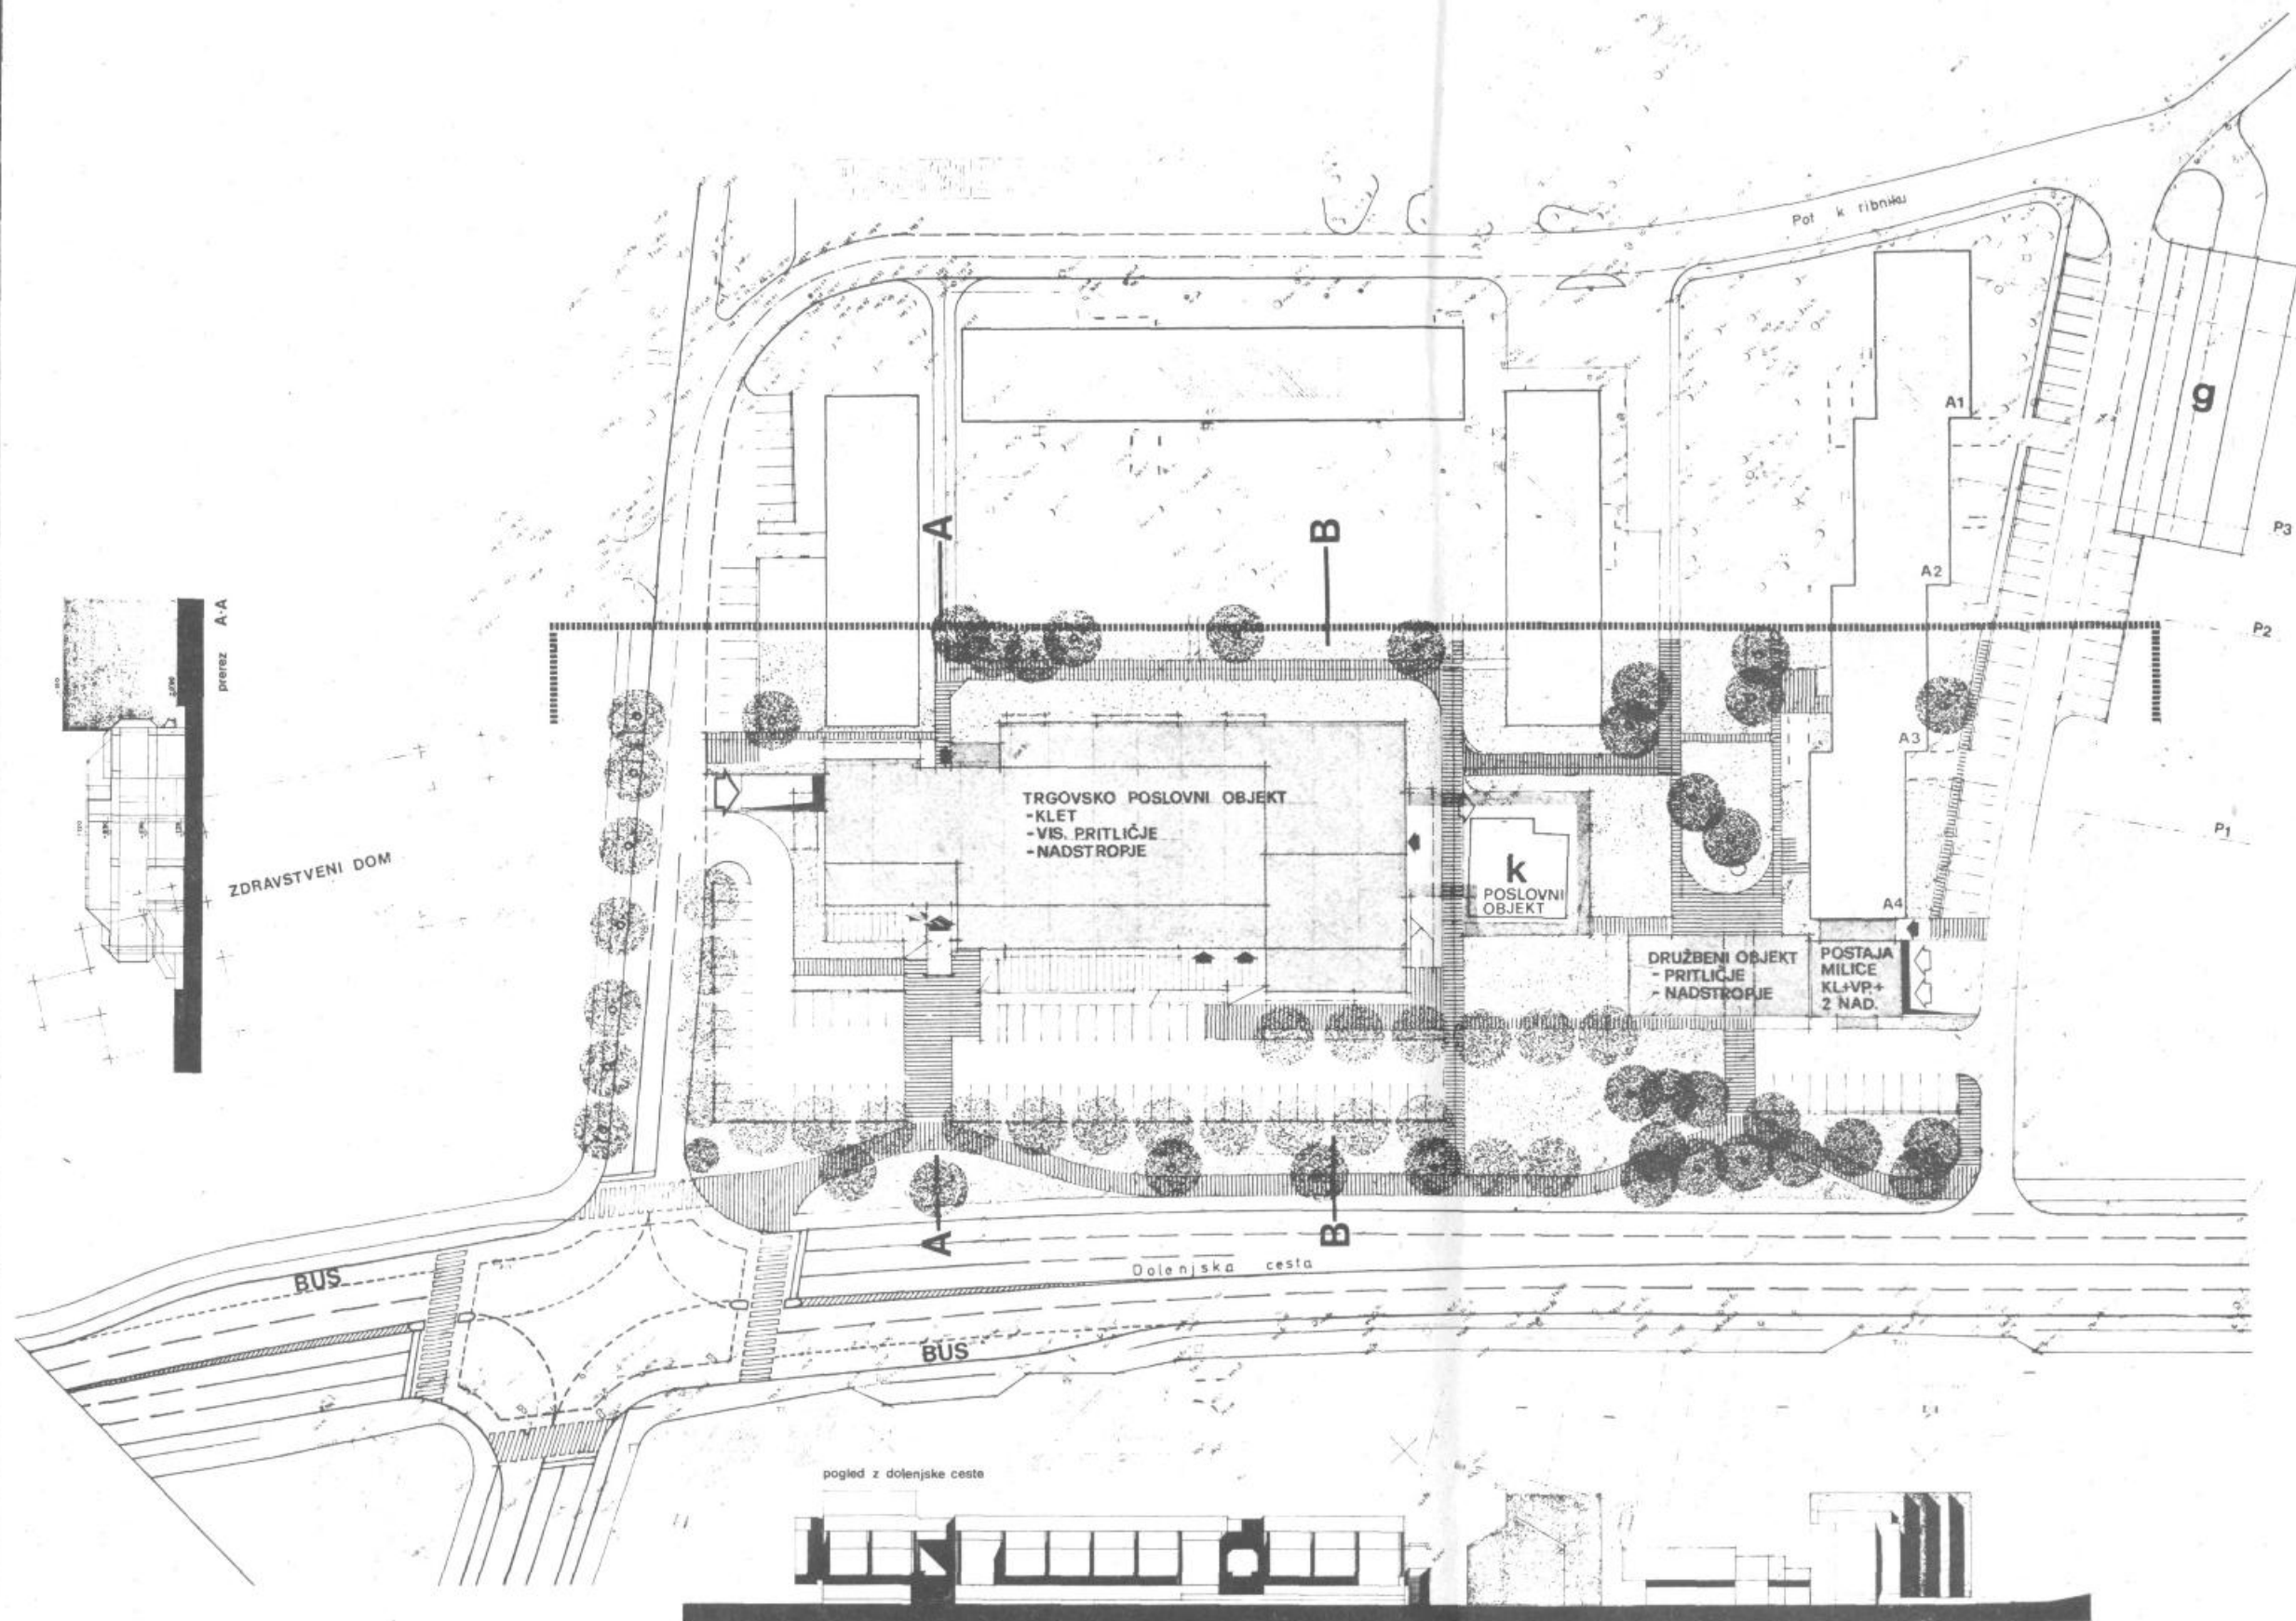 Pot k ribniku
g
A1
A
B
P3
A2
P2
prerez A-A
A3
TRGOVSKO POSLOVNI OBJEKT
-KLET
-VIS. PRITLIČJE
-NADSTROPJE
P1
ZDRAVSTVENI DOM
k
POSLOVNI
OBJEKT
A4
DRUŽBENI OBJEKT
- PRITLIČJE
- NADSTROPJE
POSTAJA
MILICE
KL+VP.+
2 NAD.
A
B
Dolenjska cesta
BUS
BUS
pogled z dolenjske ceste